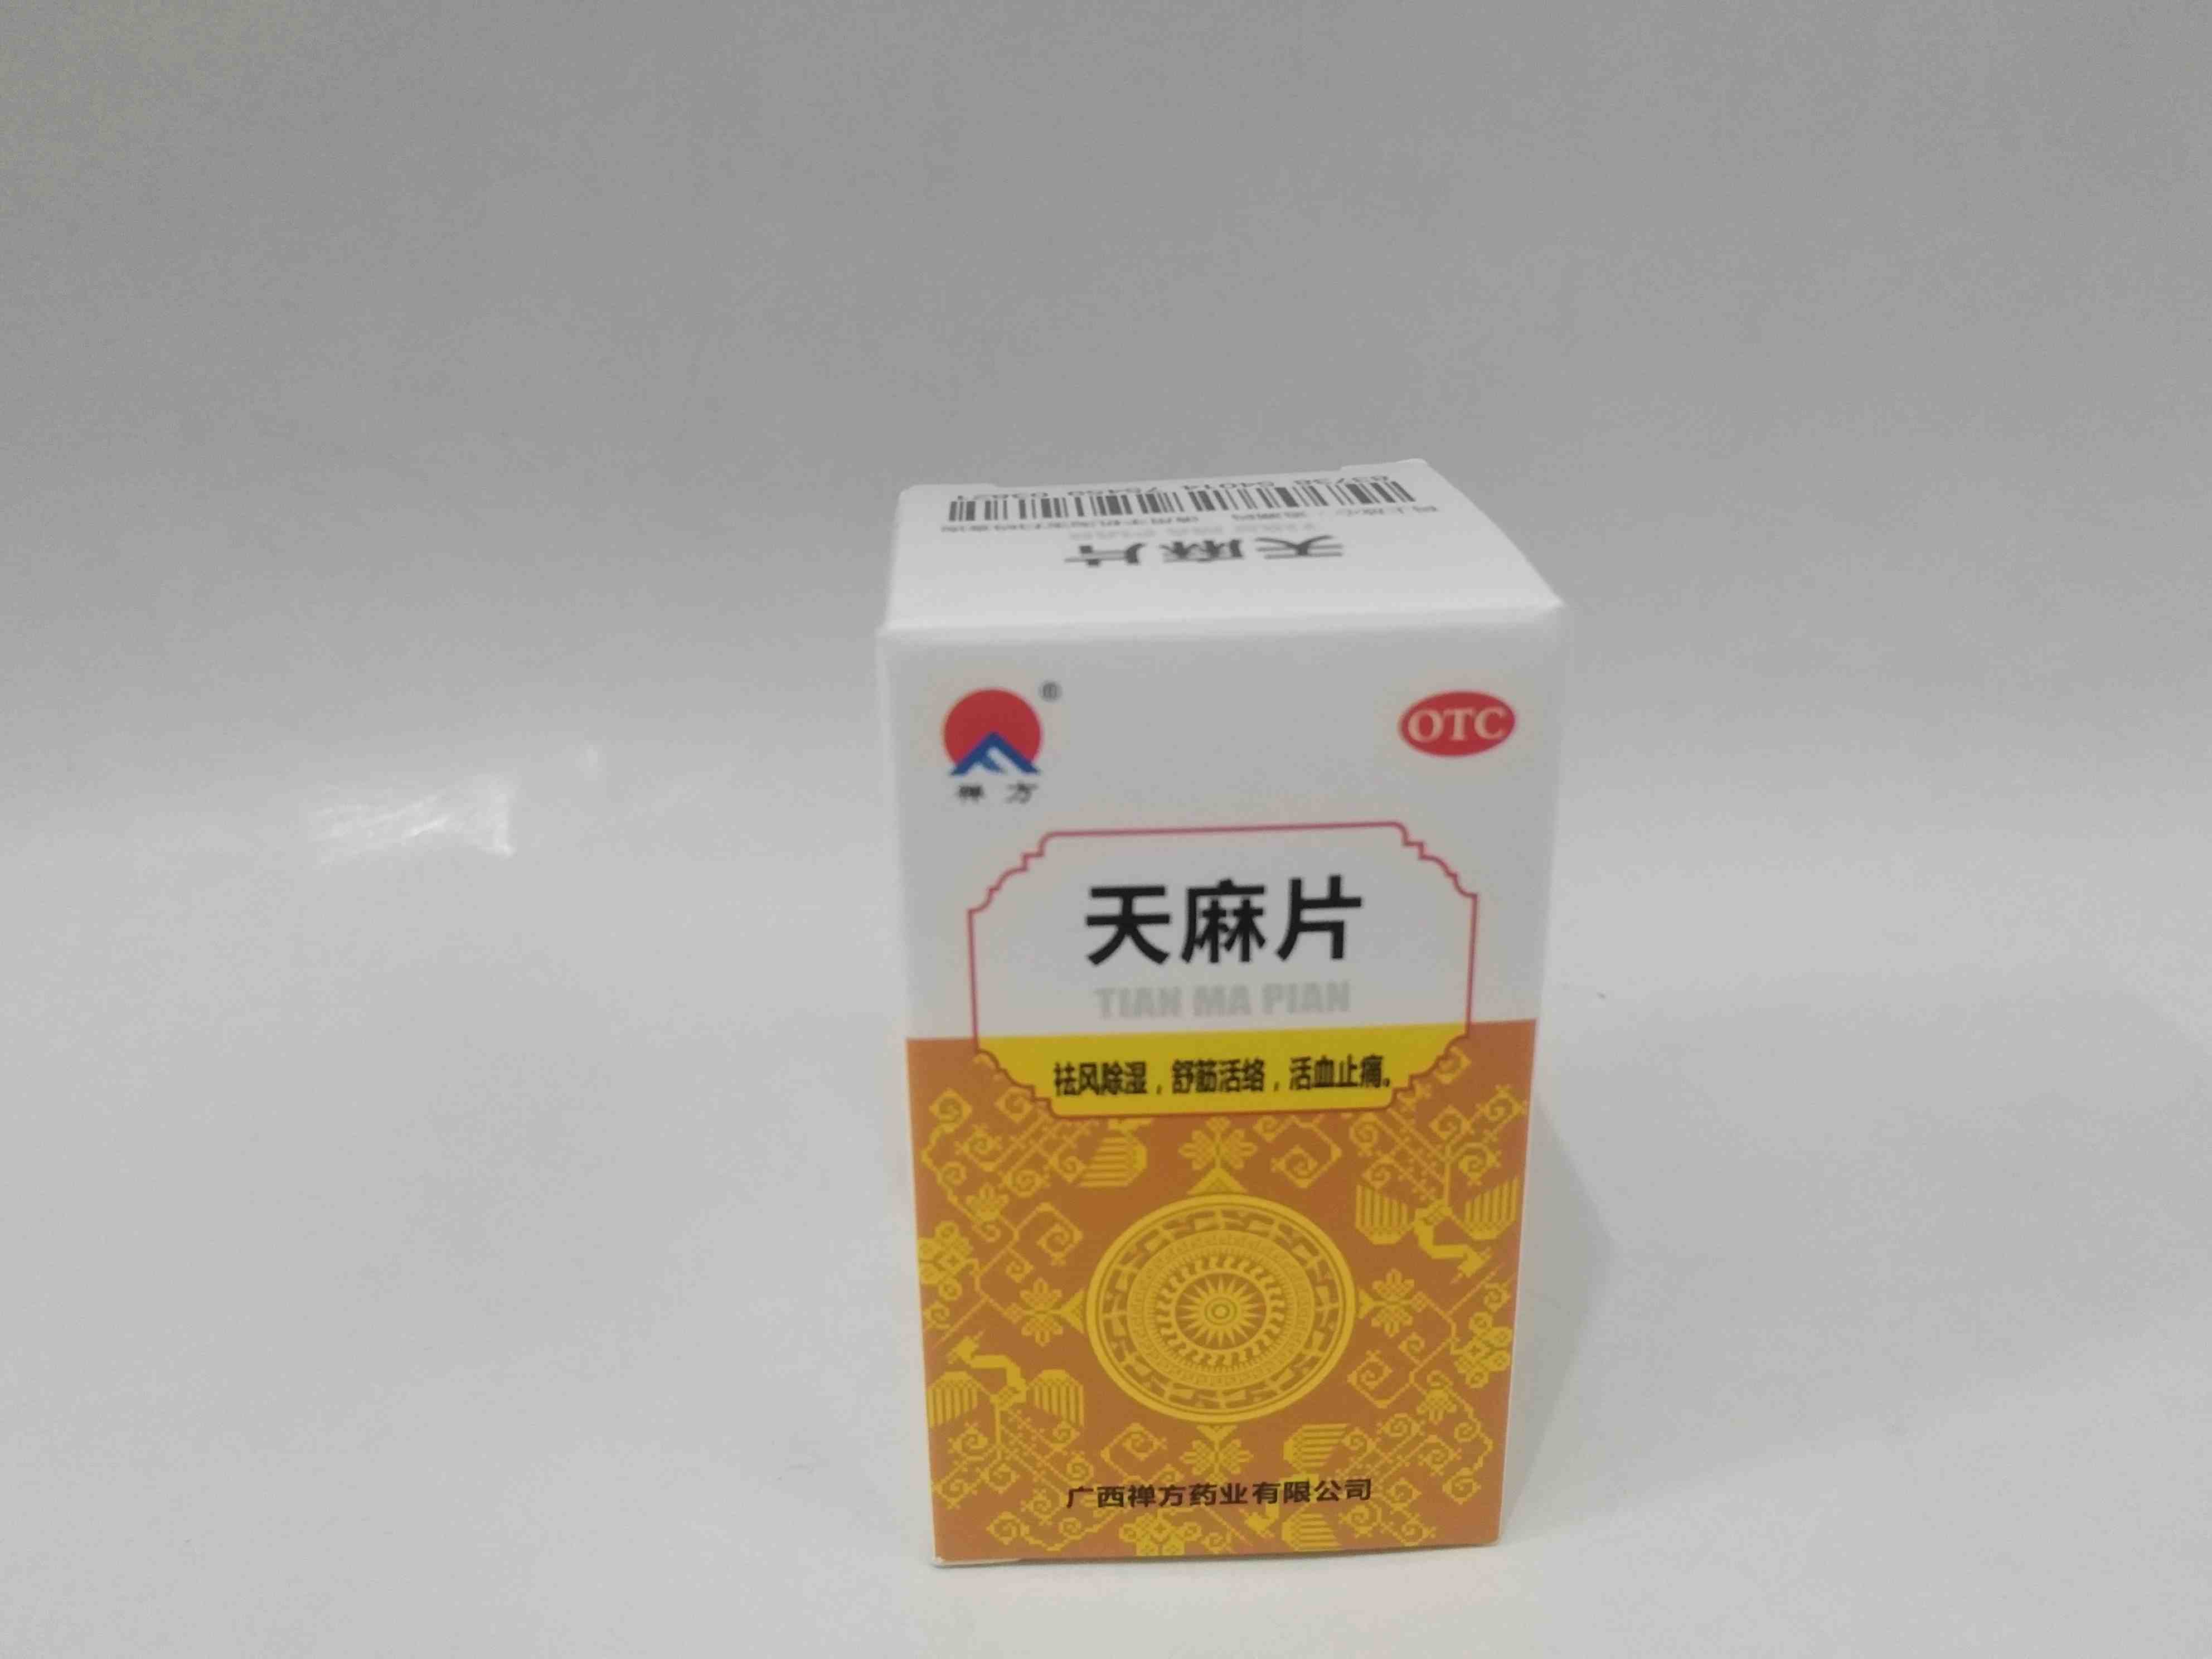 天麻片
禅方
OTC
天麻片
TIAN MA PIAN
祛风除湿，舒筋活络，活血止痛。
广西禅方药业有限公司